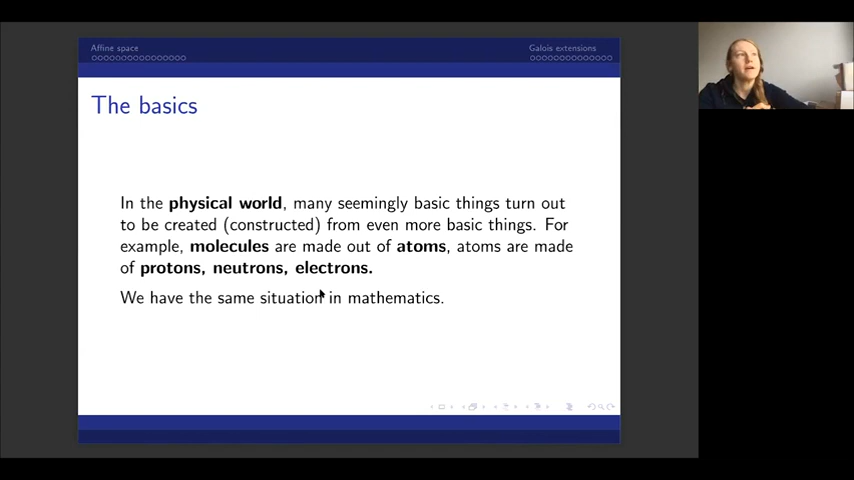 Affine space
Galois extensions
The basics
In the physical world, many seemingly basic things turn out
to be created (constructed) from even more basic things. For
example, molecules are made out of atoms, atoms are made
of protons, neutrons, electrons.
We have the same situation in mathematics.